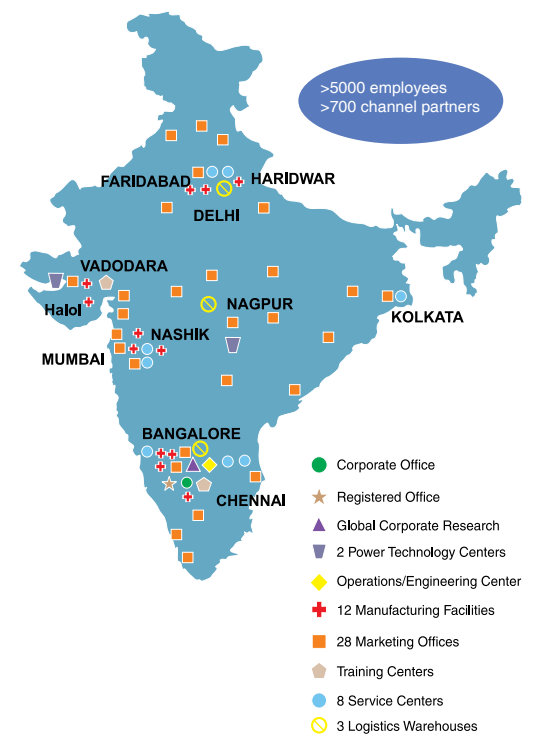 >5000 employees
>700 channel partners
FARIDABAD
HARIDWAR
DELHI
VADODARA
Halol
NAGPUR
KOLKATA
NASHIK
MUMBAI
BANGALORE
CHENNAI
Corporate Office
Registered Office
Global Corporate Research
2 Power Technology Centers
Operations/Engineering Center
12 Manufacturing Facilities
28 Marketing Offices
Training Centers
8 Service Centers
3 Logistics Warehouses